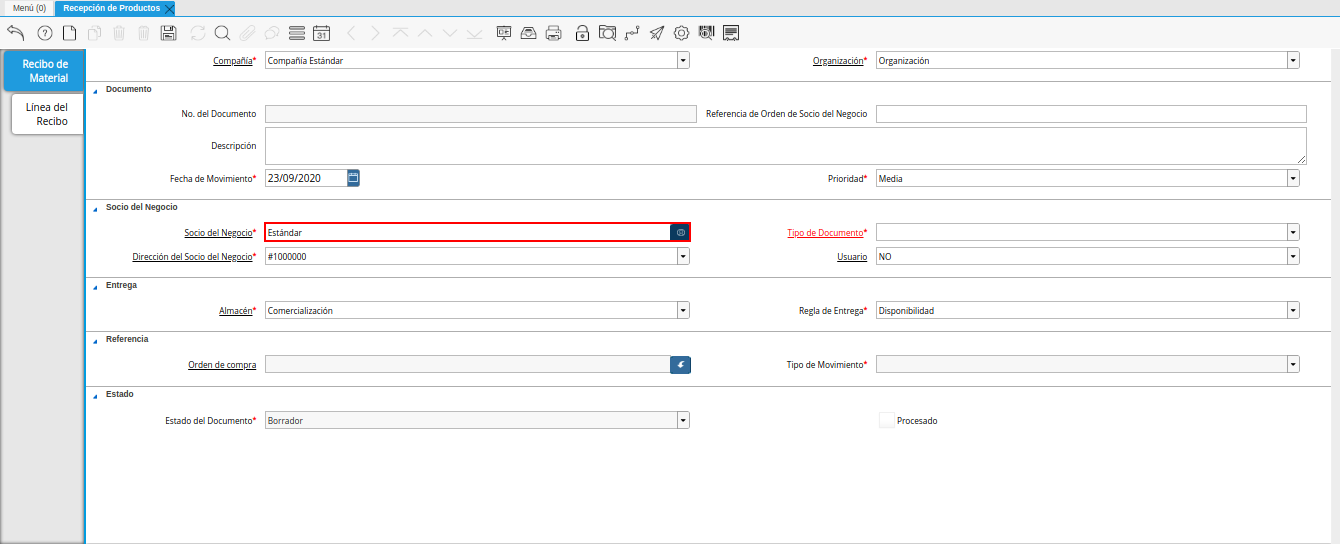 Menú (0) Recepción de Productos
31
Recibo de
Material
Línea del
Recibo
Compañía* Compañía Estándar Organización* Organización
Documento
No. del Documento Referencia de Orden de Socio del Negocio
Descripción
Fecha de Movimiento* 23/09/2020 Prioridad* Media
Socio del Negocio
Socio del Negocio* Estándar Tipo de Documento*
Dirección del Socio del Negocio* #1000000 Usuario NO
Entrega
Almacén* Comercialización Regla de Entrega* Disponibilidad
Referencia
Orden de compra Tipo de Movimiento*
Estado
Estado del Documento* Borrador Procesado